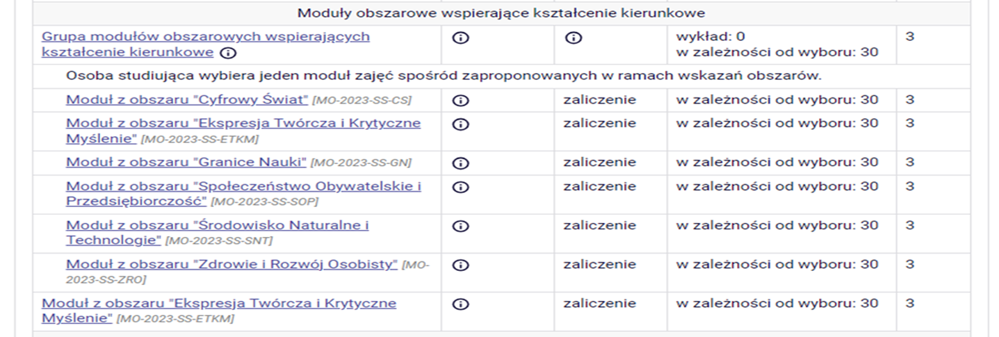 Moduły obszarowe wspierające kształcenie kierunkowe
Grupa modułów obszarowych wspierających
kształcenie kierunkowe
wykład: 0
w zależności od wyboru: 30
3
Osoba studiująca wybiera jeden moduł zajęć spośród zaproponowanych w ramach wskazań obszarów.
Moduł z obszaru "Cyfrowy Świat" [MO-2023-SS-CS] zaliczenie w zależności od wyboru: 30 3
Moduł z obszaru "Ekspresja Twórcza i Krytyczne zaliczenie w zależności od wyboru: 30 3
Myślenie" [MO-2023-SS-ETKM]
Moduł z obszaru "Granice Nauki" [MO-2023-SS-GN] zaliczenie w zależności od wyboru: 30 3
Moduł z obszaru "Społeczeństwo Obywatelskie i zaliczenie w zależności od wyboru: 30 3
Przedsiębiorczość" [MO-2023-SS-SOP]
Moduł z obszaru "Środowisko Naturalne i zaliczenie w zależności od wyboru: 30 3
Technologie" [MO-2023-SS-SNT]
Moduł z obszaru "Zdrowie i Rozwój Osobisty" [MO- zaliczenie w zależności od wyboru: 30 3
2023-SS-ZRO]
Moduł z obszaru "Ekspresja Twórcza i Krytyczne zaliczenie w zależności od wyboru: 30 3
Myślenie" [MO-2023-SS-ETKM]